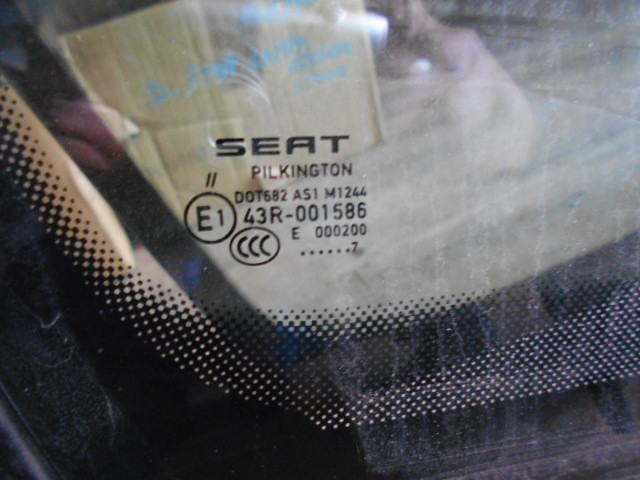 SEAT
PILKINGTON
//
DOT682 AS1 M1244
E1 43R-001586
CCC E 000200
......7